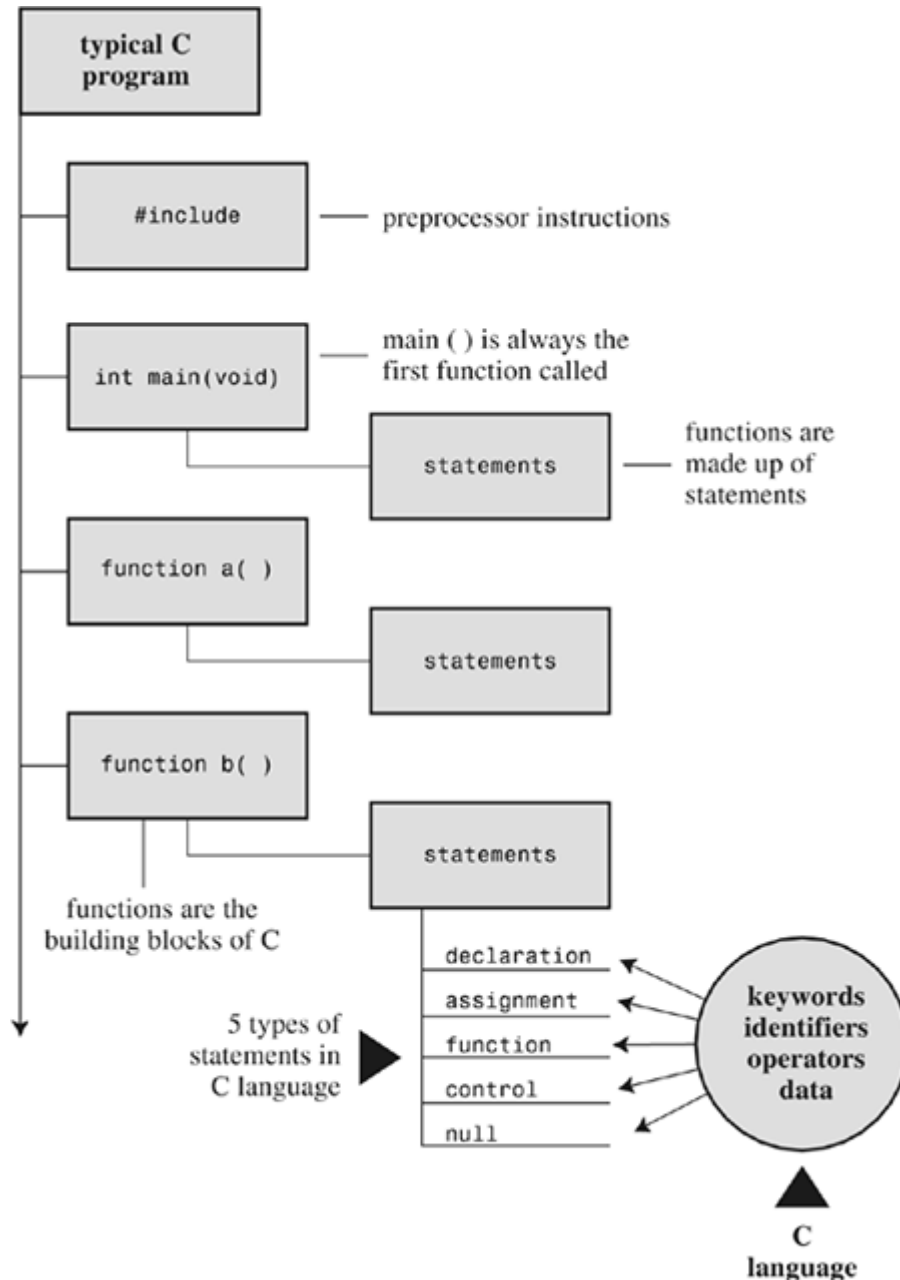 typical C
program
#include
preprocessor instructions
main ( ) is always the
first function called
int main(void)
statements
functions are
made up of
statements
function a( )
statements
function b( )
statements
functions are the
building blocks of C
declaration
assignment
function
control
null
5 types of
statements in
C language
keywords
identifiers
operators
data
C
language